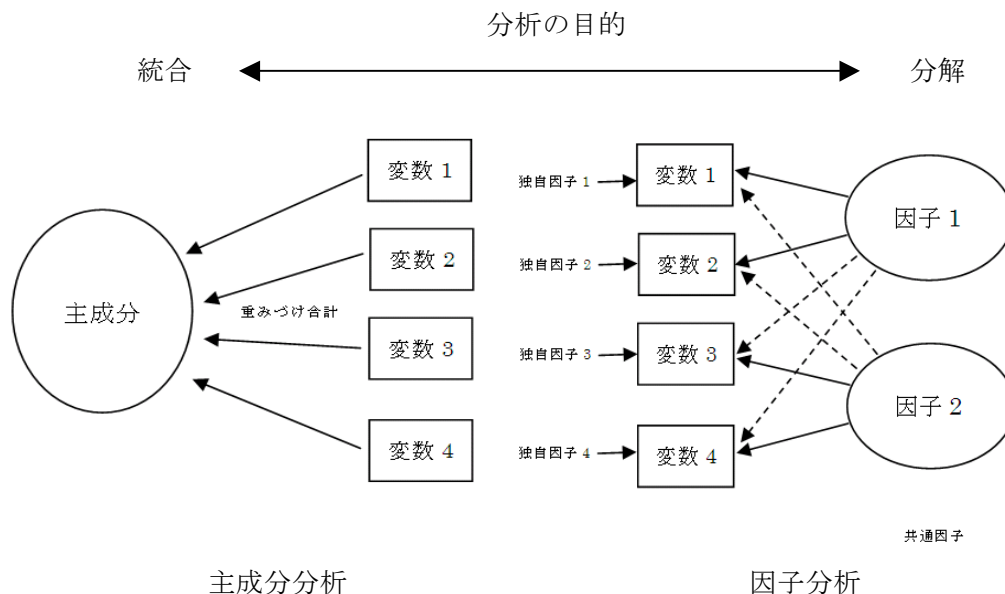 分析の目的
統合
分解
変数 1
変数 2
変数 3
変数 4
主成分
重みづけ合計
独自因子 1
独自因子 2
独自因子 3
独自因子 4
変数 1
変数 2
変数 3
変数 4
因子 1
因子 2
共通因子
主成分分析
因子分析